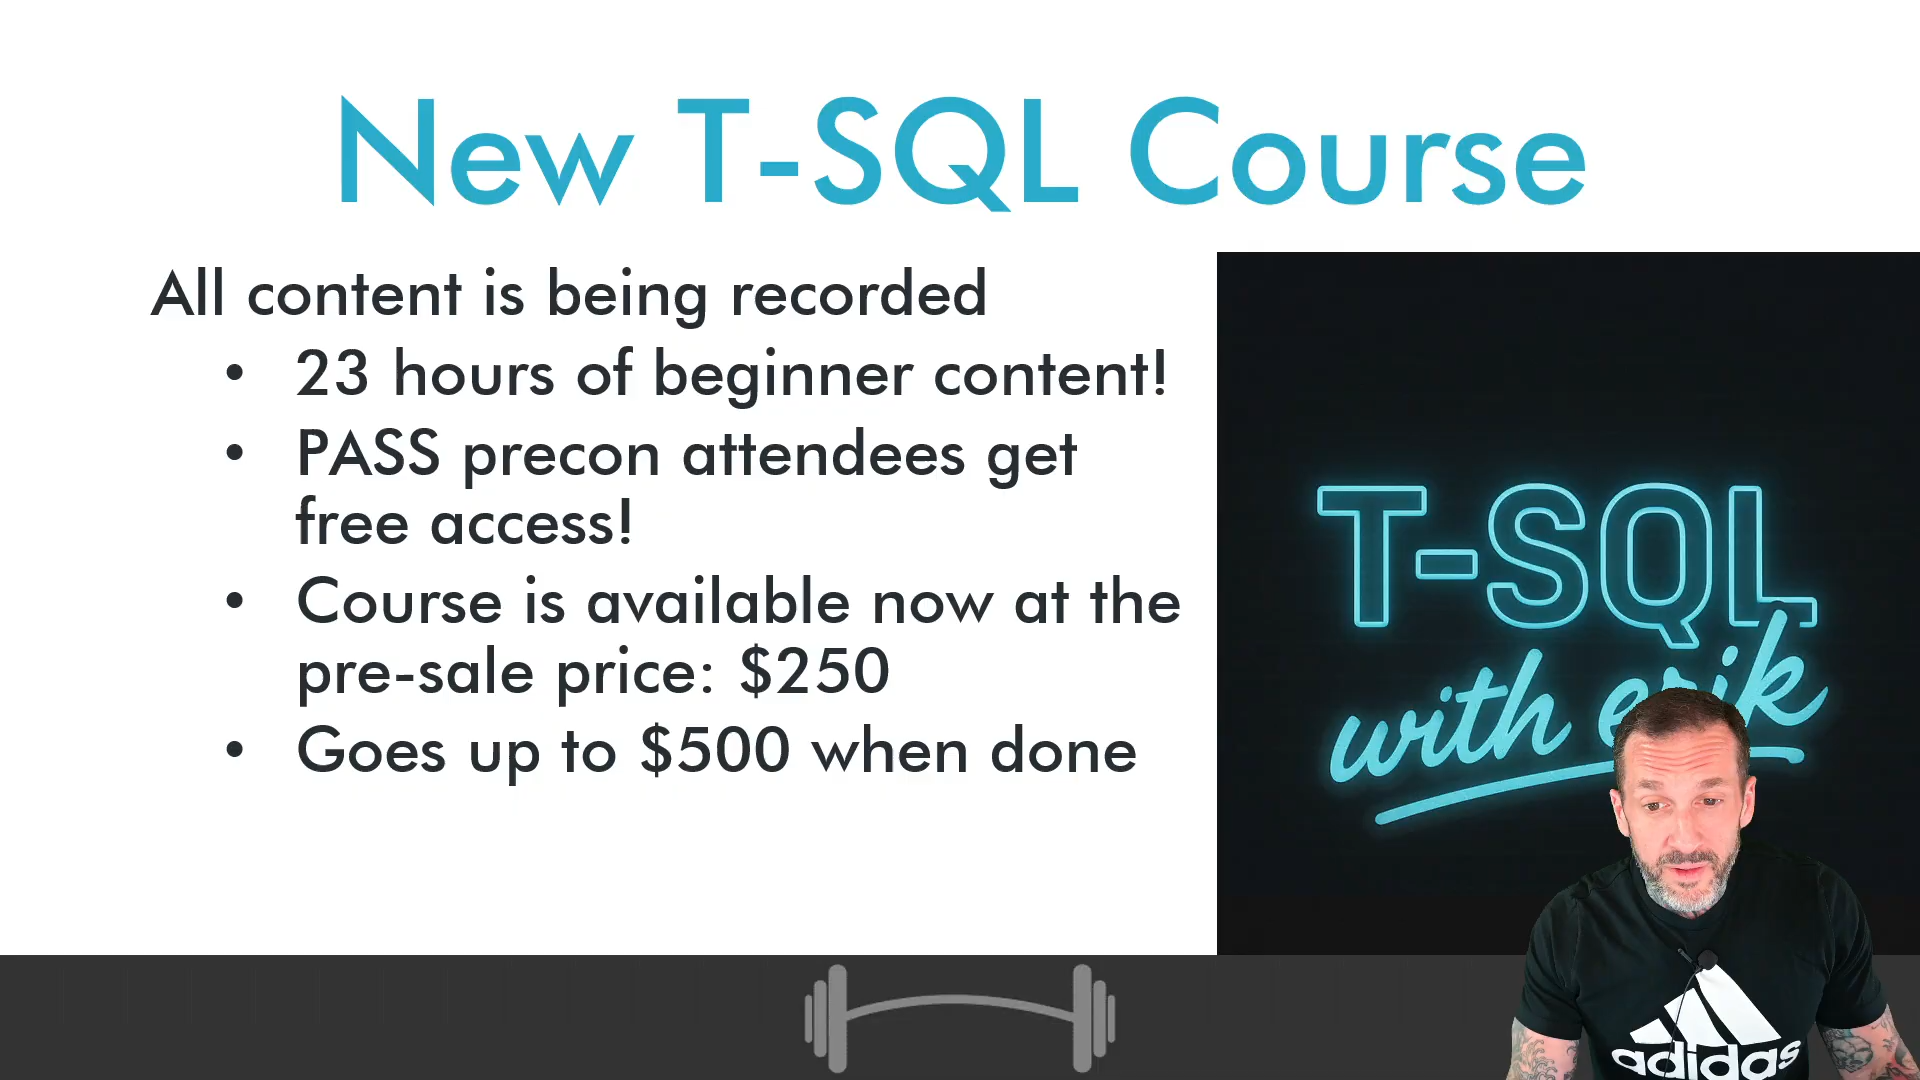 New T-SQL Course
All content is being recorded
• 23 hours of beginner content!
• PASS precon attendees get
free access!
• Course is available now at the
pre-sale price: $250
• Goes up to $500 when done
T-SQL
with erik
adidas